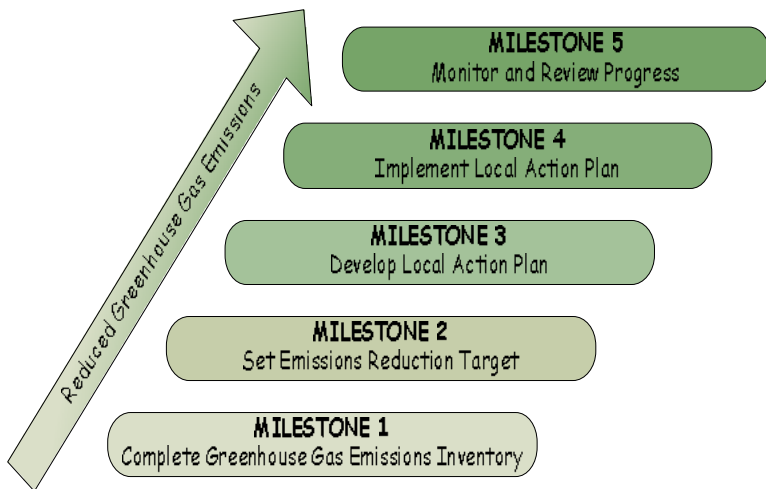 MILESTONE 5
Monitor and Review Progress
MILESTONE 4
Implement Local Action Plan
MILESTONE 3
Develop Local Action Plan
MILESTONE 2
Set Emissions Reduction Target
MILESTONE 1
Complete Greenhouse Gas Emissions Inventory
Reduced Greenhouse Gas Emissions